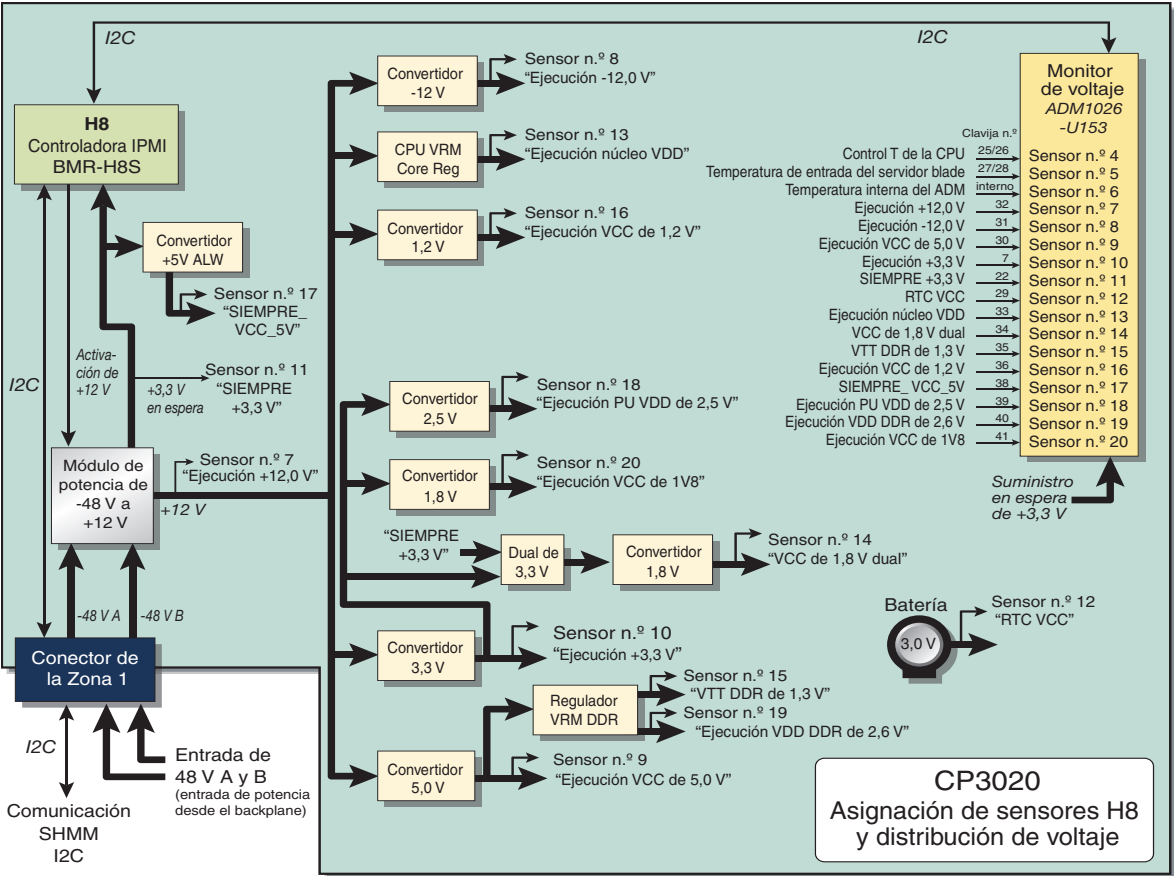 I2C
I2C
H8
Controladora IPMI
BMR-H8S
Convertidor
+5V ALW
Sensor n.º 17
“SIEMPRE_
VCC_5V”
Activa-
ción de
+12 V
I2C
+3,3 V
en espera
Sensor n.º 11
“SIEMPRE
+3,3 V”
Módulo de
potencia de
-48 V a
+12 V
Sensor n.º 7
“Ejecución +12,0 V”
+12 V
-48 V A
-48 V B
Conector de
la Zona 1
I2C
Entrada de
48 V A y B
(entrada de potencia
desde el backplane)
Comunicación
SHMM
I2C
Convertidor
-12 V
Sensor n.º 8
“Ejecución -12,0 V”
CPU VRM
Core Reg
Sensor n.º 13
“Ejecución núcleo VDD”
Convertidor
1,2 V
Sensor n.º 16
“Ejecución VCC de 1,2 V”
Convertidor
2,5 V
Sensor n.º 18
“Ejecución PU VDD de 2,5 V”
Convertidor
1,8 V
Sensor n.º 20
“Ejecución VCC de 1V8”
“SIEMPRE
+3,3 V”
Dual de
3,3 V
Convertidor
1,8 V
Sensor n.º 14
“VCC de 1,8 V dual”
Convertidor
3,3 V
Sensor n.º 10
“Ejecución +3,3 V”
Regulador
VRM DDR
Sensor n.º 15
“VTT DDR de 1,3 V”
Sensor n.º 19
“Ejecución VDD DDR de 2,6 V”
Convertidor
5,0 V
Sensor n.º 9
“Ejecución VCC de 5,0 V”
Monitor
de voltaje
ADM1026
-U153
Clavija n.º
Control T de la CPU 25/26 Sensor n.º 4
Temperatura de entrada del servidor blade 27/28 Sensor n.º 5
Temperatura interna del ADM interno Sensor n.º 6
Ejecución +12,0 V 32 Sensor n.º 7
Ejecución -12,0 V 31 Sensor n.º 8
Ejecución VCC de 5,0 V 30 Sensor n.º 9
Ejecución +3,3 V 7 Sensor n.º 10
SIEMPRE +3,3 V 22 Sensor n.º 11
RTC VCC 29 Sensor n.º 12
Ejecución núcleo VDD 33 Sensor n.º 13
VCC de 1,8 V dual 34 Sensor n.º 14
VTT DDR de 1,3 V 35 Sensor n.º 15
Ejecución VCC de 1,2 V 36 Sensor n.º 16
SIEMPRE_ VCC_5V 38 Sensor n.º 17
Ejecución PU VDD de 2,5 V 39 Sensor n.º 18
Ejecución VDD DDR de 2,6 V 40 Sensor n.º 19
Ejecución VCC de 1V8 41 Sensor n.º 20
Suministro
en espera
de +3,3 V
Batería
3,0 V
Sensor n.º 12
“RTC VCC”
CP3020
Asignación de sensores H8
y distribución de voltaje